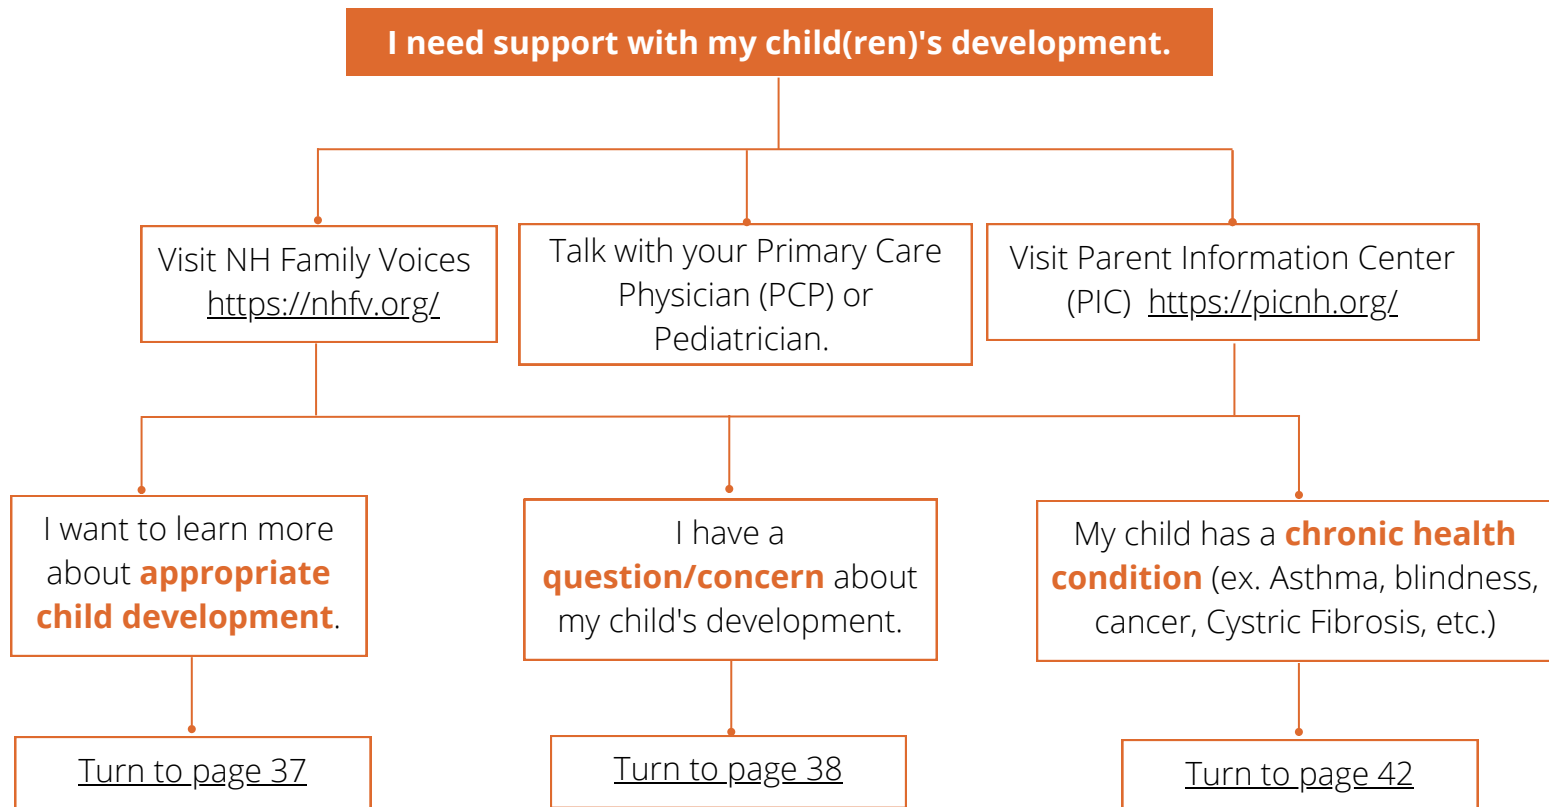 I need support with my child(ren)'s development.
Visit NH Family Voices
https://nhfv.org/
Talk with your Primary Care
Physician (PCP) or
Pediatrician.
Visit Parent Information Center
(PIC) https://picnh.org/
I want to learn more
about appropriate
child development.
I have a
question/concern about
my child's development.
My child has a chronic health
condition (ex. Asthma, blindness,
cancer, Cystric Fibrosis, etc.)
Turn to page 37
Turn to page 38
Turn to page 42